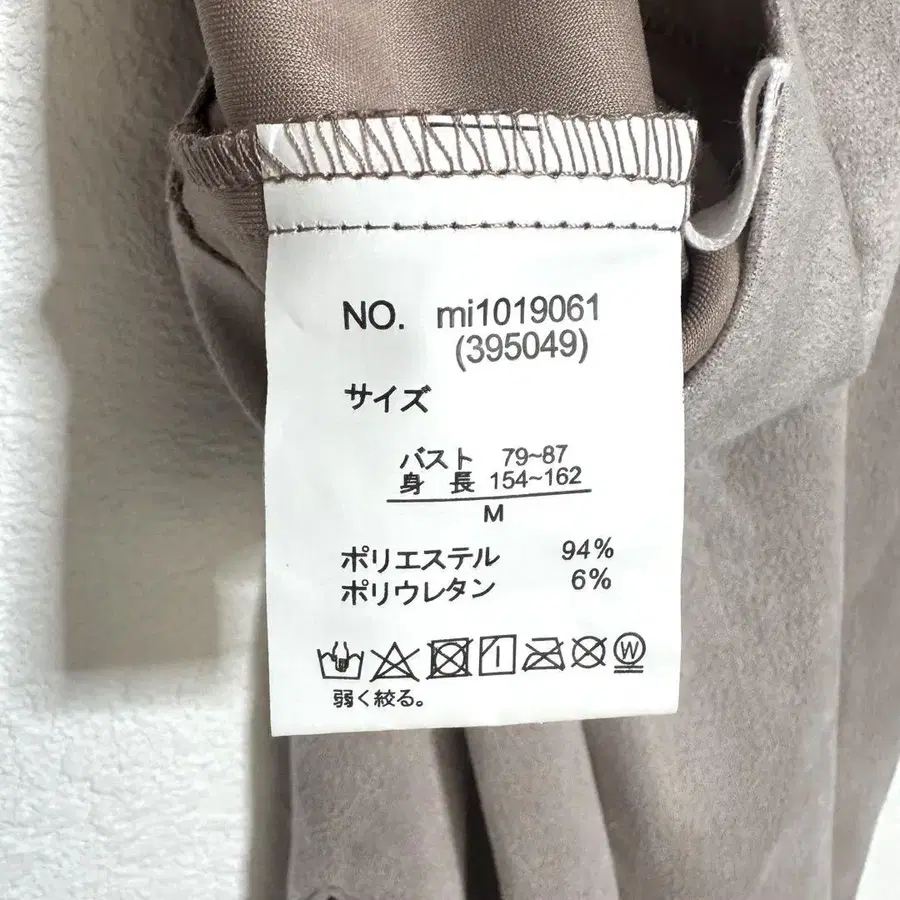 NO. mi1019061
(395049)
サイズ
バスト 79~87
身 長 154~162
M
ポリエステル 94%
ポリウレタン 6%
W
弱く絞る。